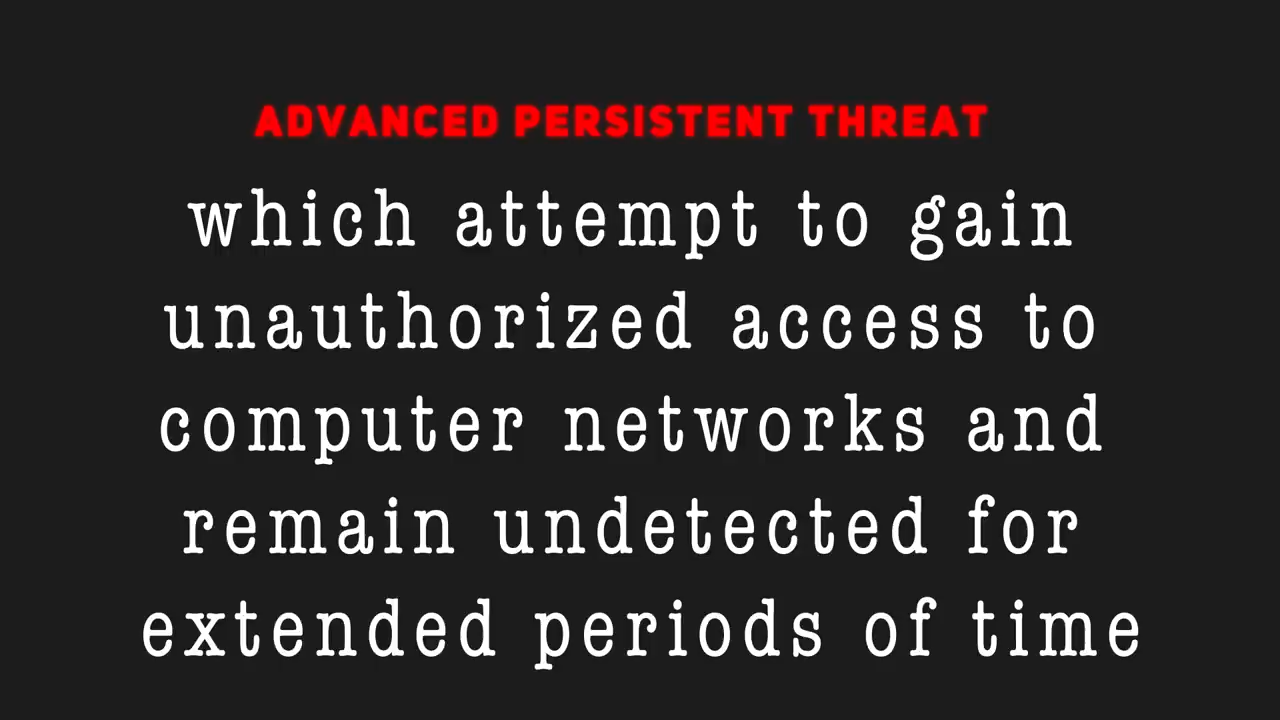 ADVANCED PERSISTENT THREAT
which attempt to gain
unauthorized access to
computer networks and
remain undetected for
extended periods of time